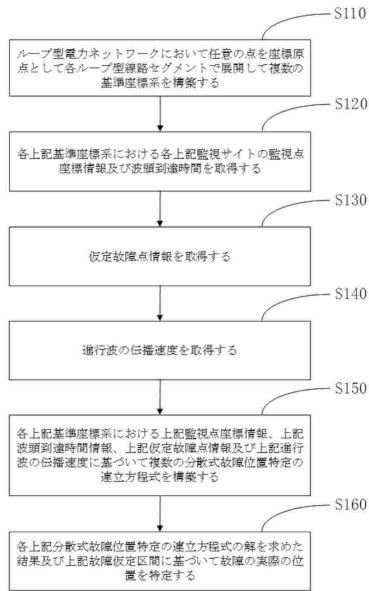 S110
ループ型電力ネットワークにおいて任意の点を座標原
点として各ループ型線路セグメントで展開して複数の
基準座標系を構築する
S120
各上記基準座標系における各上記監視サイトの監視点
座標情報及び波頭到達時間を取得する
S130
仮定故障点情報を取得する
S140
進行波の伝播速度を取得する
S150
各上記基準座標系における上記監視点座標情報、上記
波頭到達時間情報、上記仮定故障点情報及び上記進行
波の伝播速度に基づいて複数の分散式故障位置特定の
連立方程式を構築する
S160
各上記分散式故障位置特定の連立方程式の解を求めた
結果及び上記故障仮定区間に基づいて故障の実際の位
置を特定する